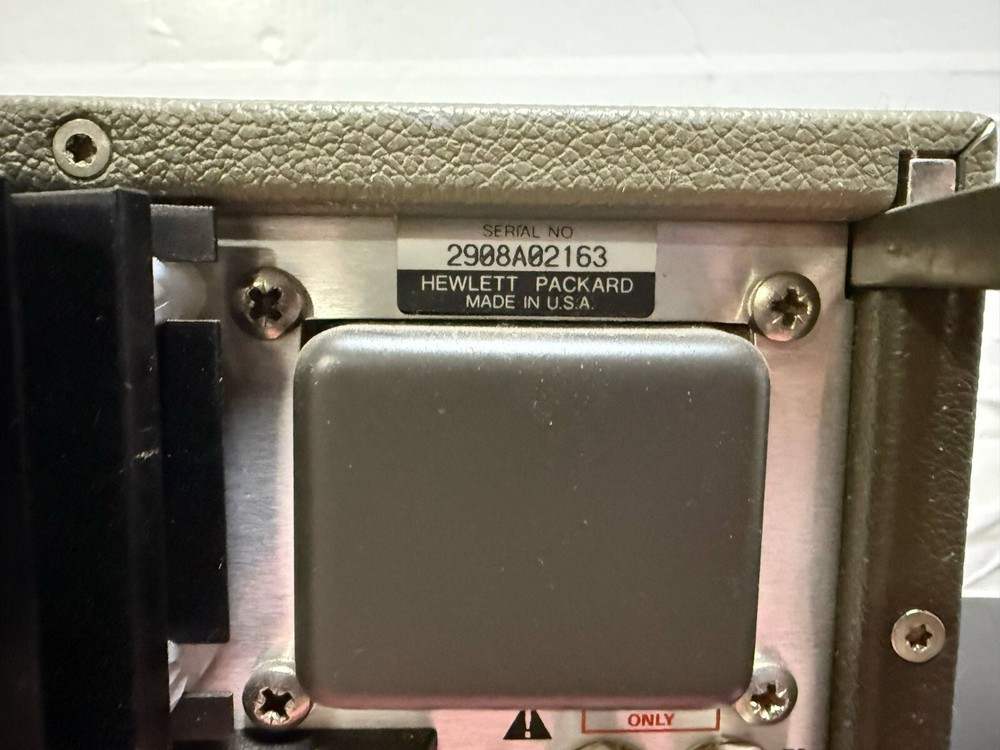 SERIAL NO
2908A02163
HEWLETT PACKARD
MADE IN U.S.A.
ONLY